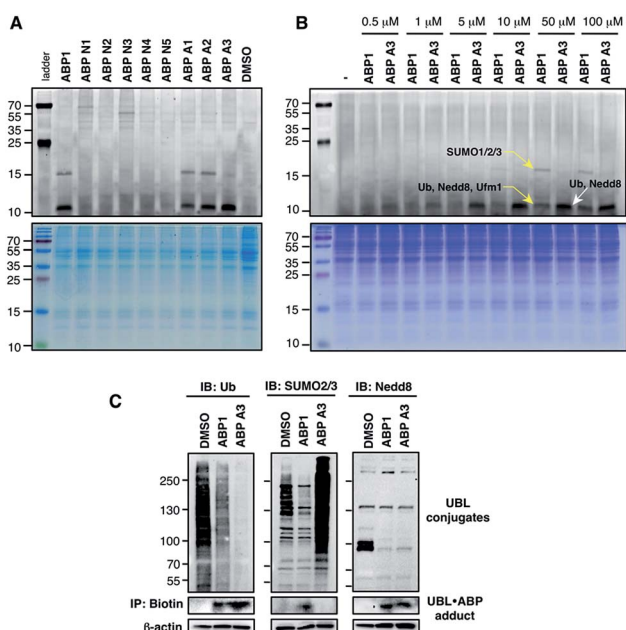 A
ladder
ABP1
ABP N1
ABP N2
ABP N3
ABP N4
ABP N5
ABP A1
ABP A2
ABP A3
DMSO
70
55
35
25
15
10
70
55
35
25
15
10
B
0.5 µM
1 µM
5 µM
10 µM
50 µM
100 µM
-
ABP1
ABP A3
ABP1
ABP A3
ABP1
ABP A3
ABP1
ABP A3
ABP1
ABP A3
ABP1
ABP A3
70
55
35
25
15
10
SUMO1/2/3
Ub, Nedd8, Ufm1
Ub, Nedd8
70
55
35
25
15
10
C
IB: Ub
IB: SUMO2/3
IB: Nedd8
DMSO
ABP1
ABP A3
DMSO
ABP1
ABP A3
DMSO
ABP1
ABP A3
250
130
100
70
55
UBL
conjugates
IP: Biotin
UBL•ABP
adduct
β-actin